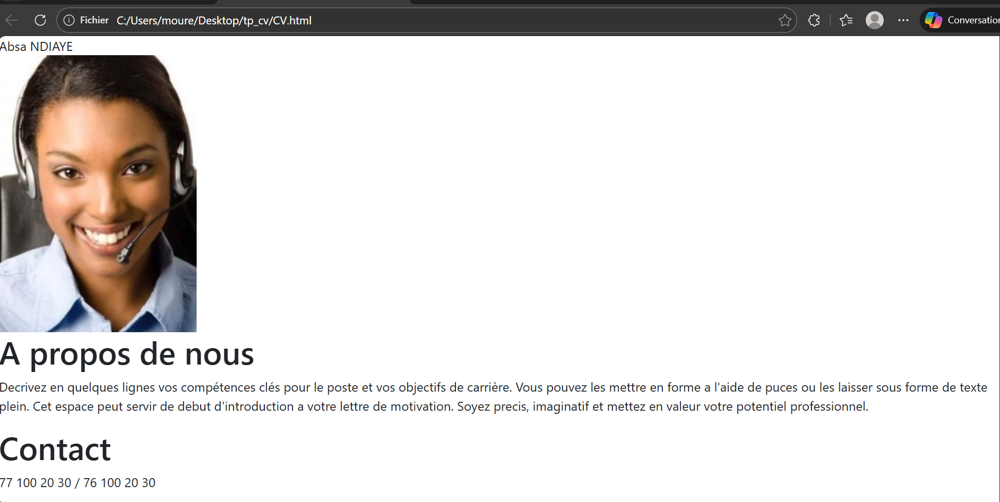 Fichier C:/Users/moure/Desktop/tp_cv/CV.html
Conversation
Absa NDIAYE
A propos de nous
Decrivez en quelques lignes vos compétences clés pour le poste et vos objectifs de carrière. Vous pouvez les mettre en forme a l'aide de puces ou les laisser sous forme de texte
plein. Cet espace peut servir de debut d'introduction a votre lettre de motivation. Soyez precis, imaginatif et mettez en valeur votre potentiel professionnel.
Contact
77 100 20 30 / 76 100 20 30